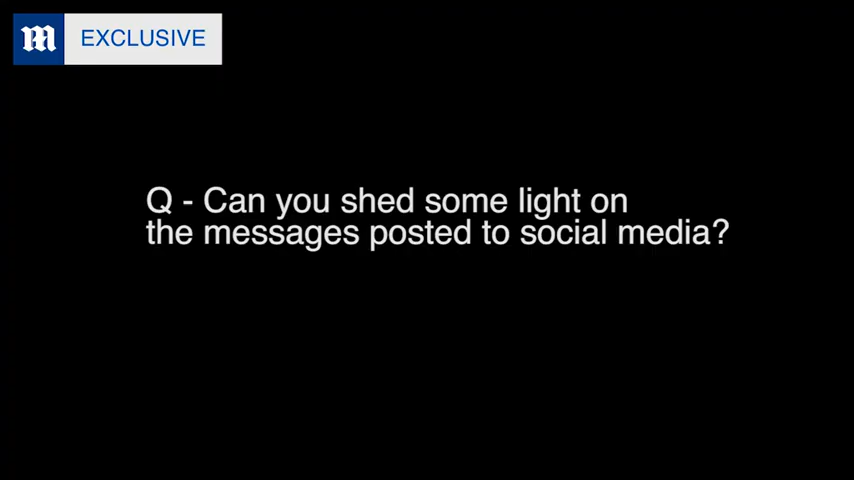 EXCLUSIVE
Q - Can you shed some light on
the messages posted to social media?